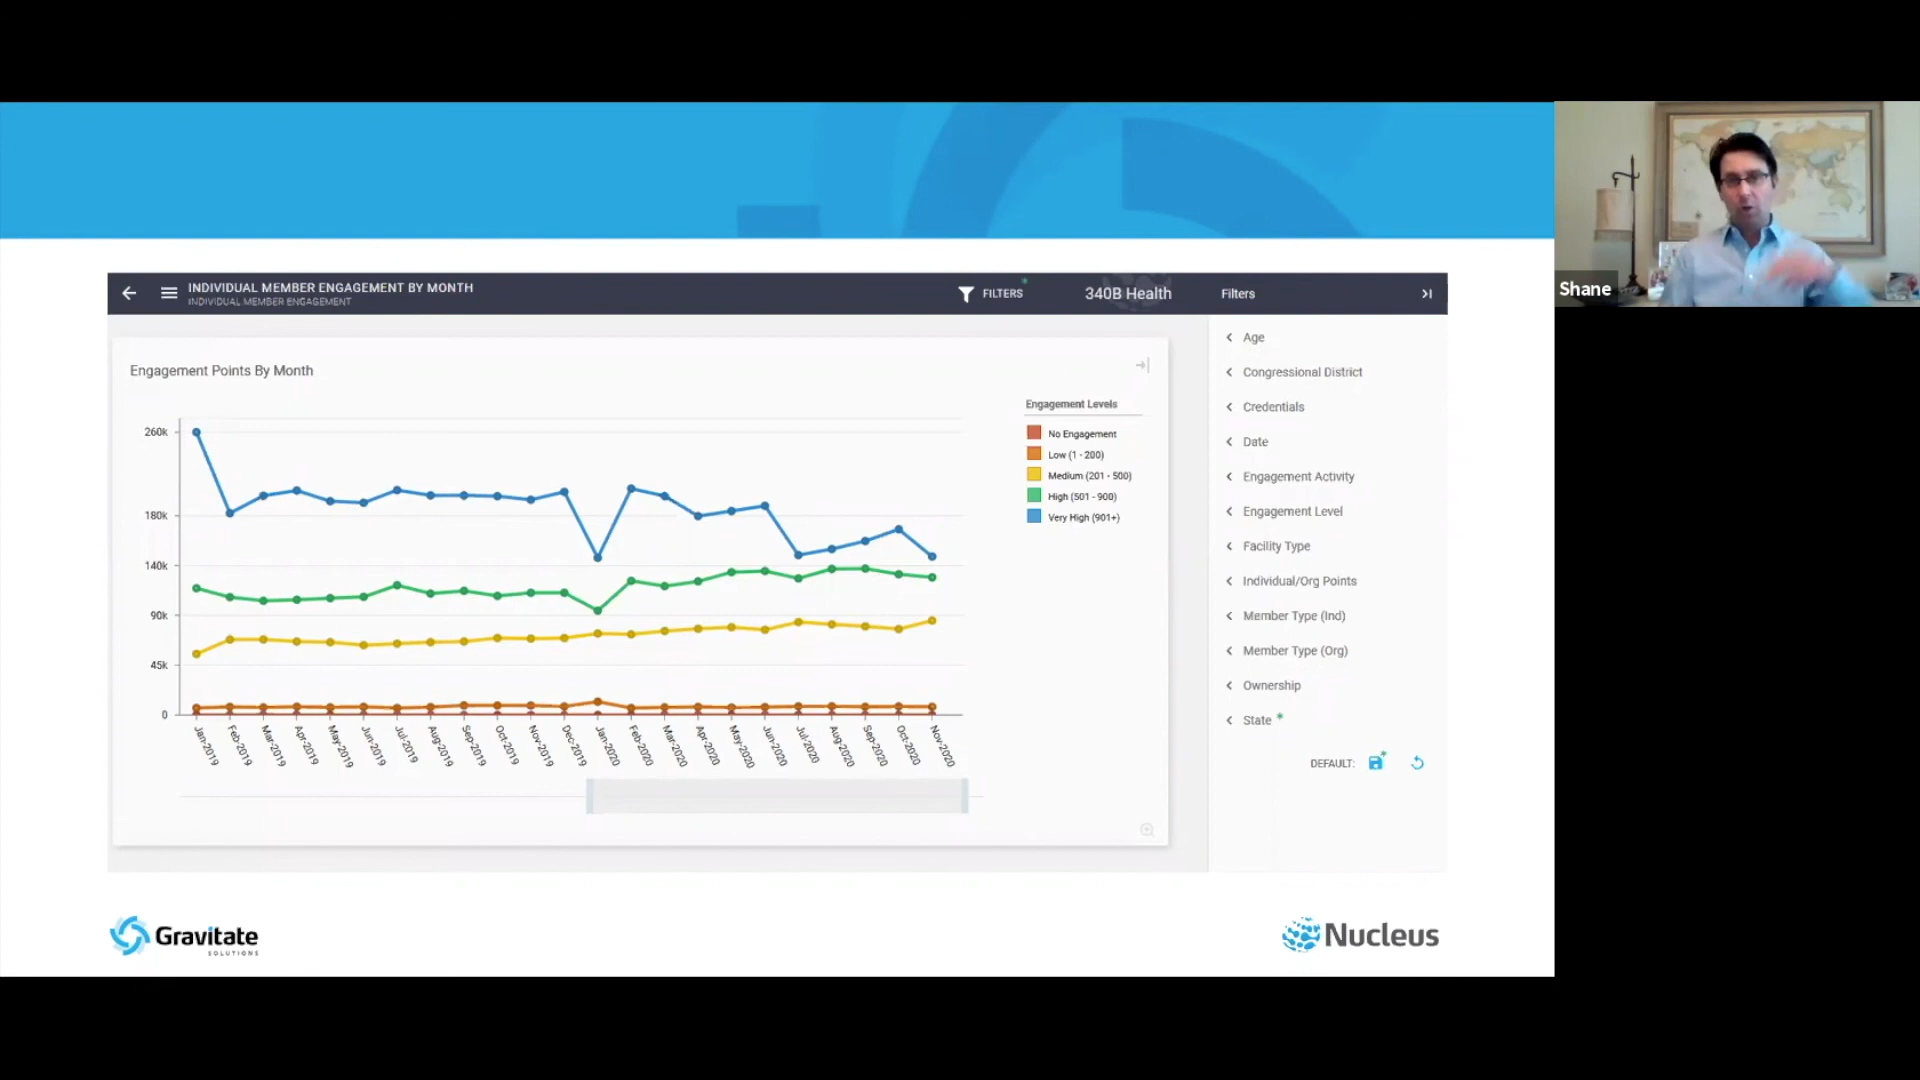 INDIVIDUAL MEMBER ENGAGEMENT BY MONTH
INDIVIDUAL MEMBER ENGAGEMENT
FILTERS
340B Health
Filters
Shane
Engagement Points By Month
260k
180k
140k
90k
45k
0
Jan-2019
Feb-2019
Mar-2019
Apr-2019
May-2019
Jun-2019
Jul-2019
Aug-2019
Sep-2019
Oct-2019
Nov-2019
Dec-2019
Jan-2020
Feb-2020
Mar-2020
Apr-2020
May-2020
Jun-2020
Jul-2020
Aug-2020
Sep-2020
Oct-2020
Nov-2020
Engagement Levels
No Engagement
Low (1 - 200)
Medium (201 - 500)
High (501 - 900)
Very High (901+)
Age
Congressional District
Credentials
Date
Engagement Activity
Engagement Level
Facility Type
Individual/Org Points
Member Type (Ind)
Member Type (Org)
Ownership
State *
DEFAULT:
Gravitate
SOLUTIONS
Nucleus